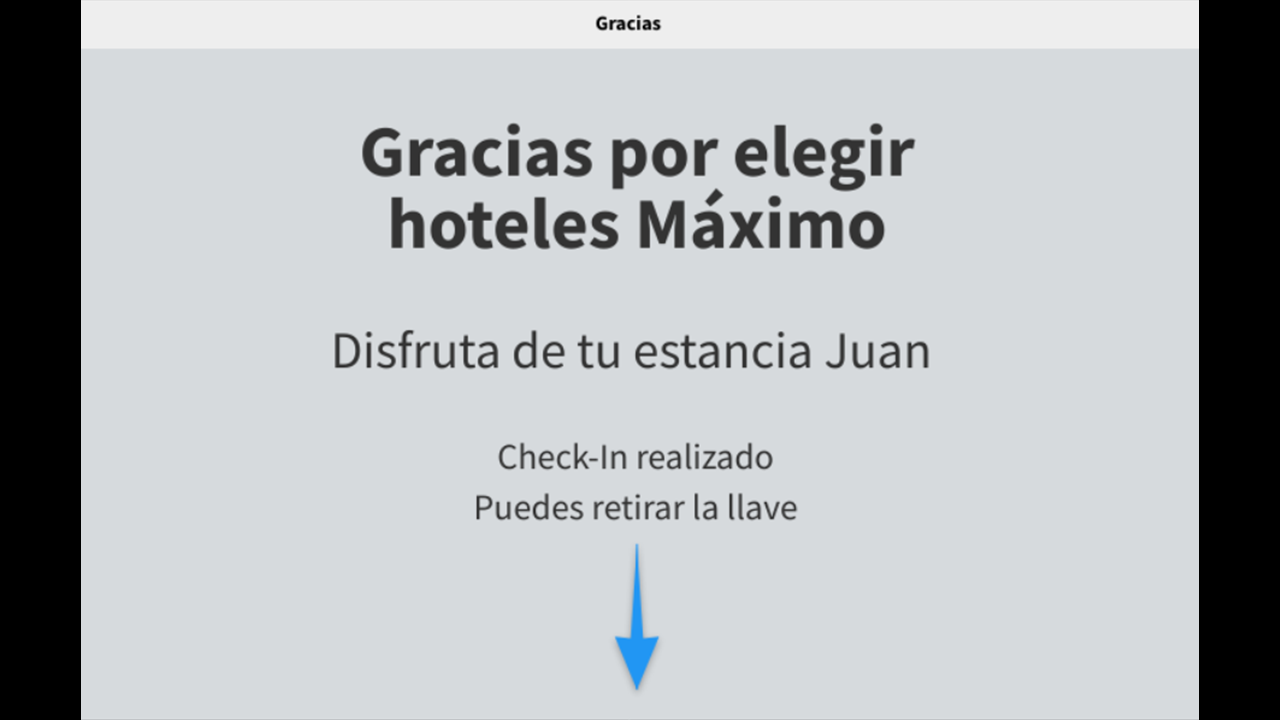 Gracias
Gracias por elegir
hoteles Máximo
Disfruta de tu estancia Juan
Check-In realizado
Puedes retirar la llave